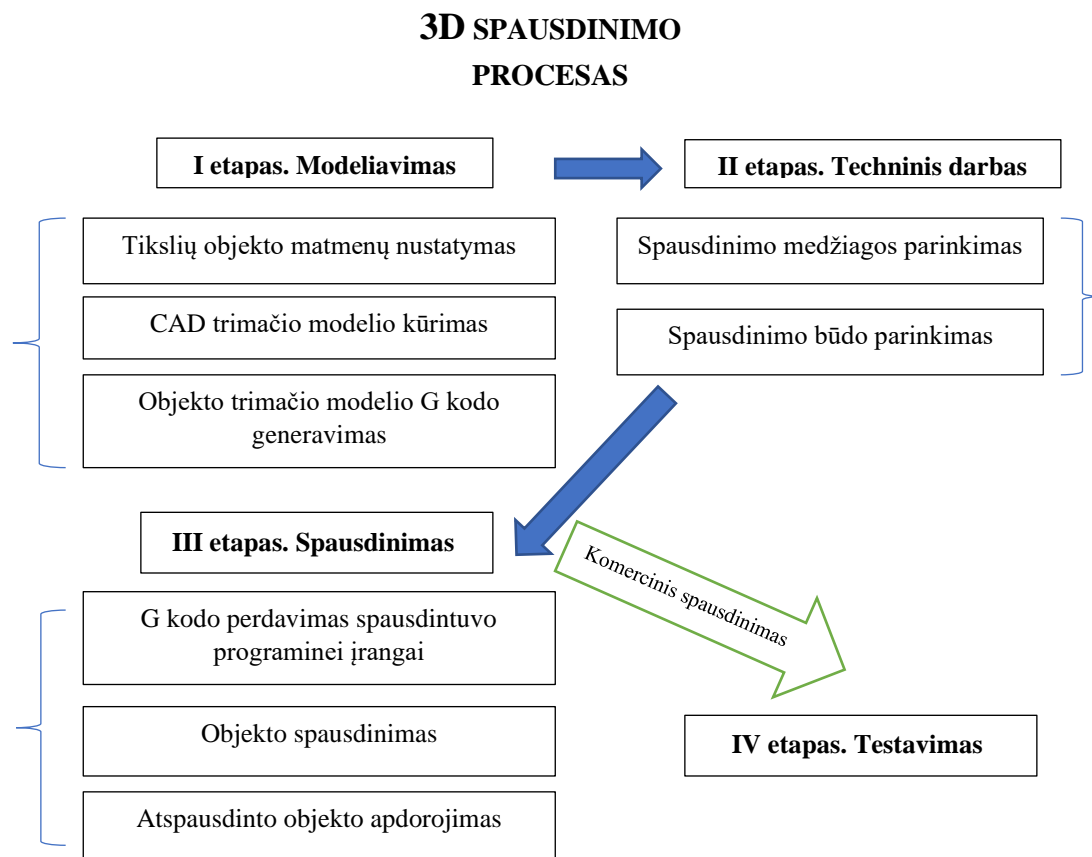 3D SPAUSDINIMO
PROCESAS
I etapas. Modeliavimas
II etapas. Techninis darbas
Tikslių objekto matmenų nustatymas
CAD trimačio modelio kūrimas
Objekto trimačio modelio G kodo
generavimas
Spausdinimo medžiagos parinkimas
Spausdinimo būdo parinkimas
III etapas. Spausdinimas
Komercinis spausdinimas
G kodo perdavimas spausdintuvo
programinei įrangai
Objekto spausdinimas
Atspausdinto objekto apdorojimas
IV etapas. Testavimas